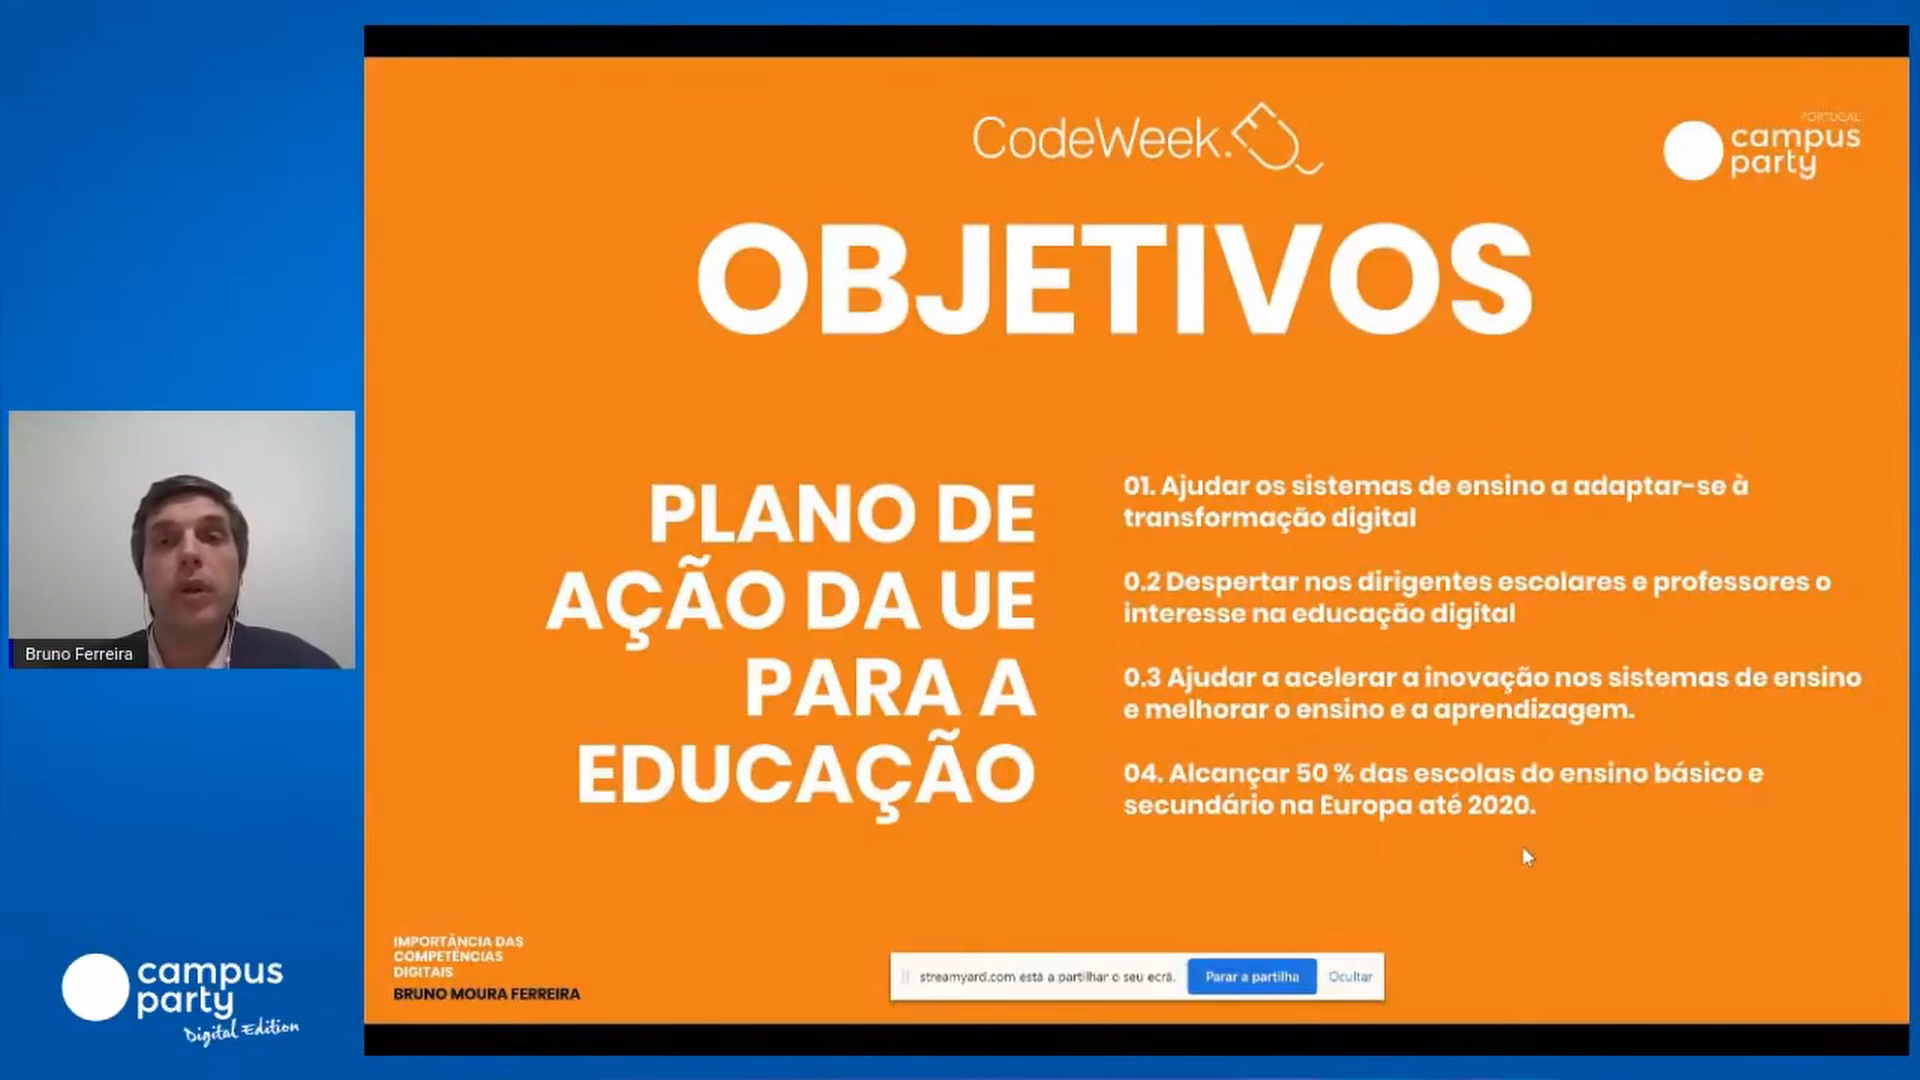 CodeWeek.
PORTUGAL
campus
party
OBJETIVOS
PLANO DE
AÇÃO DA UE
PARA A
EDUCAÇÃO
01. Ajudar os sistemas de ensino a adaptar-se à
transformação digital
0.2 Despertar nos dirigentes escolares e professores o
interesse na educação digital
0.3 Ajudar a acelerar a inovação nos sistemas de ensino
e melhorar o ensino e a aprendizagem.
04. Alcançar 50 % das escolas do ensino básico e
secundário na Europa até 2020.
Bruno Ferreira
IMPORTÂNCIA DAS
COMPETÊNCIAS
DIGITAIS
BRUNO MOURA FERREIRA
streamyard.com está a partilhar o seu ecrã.
Parar a partilha
Ocultar
campus
party
Digital Edition